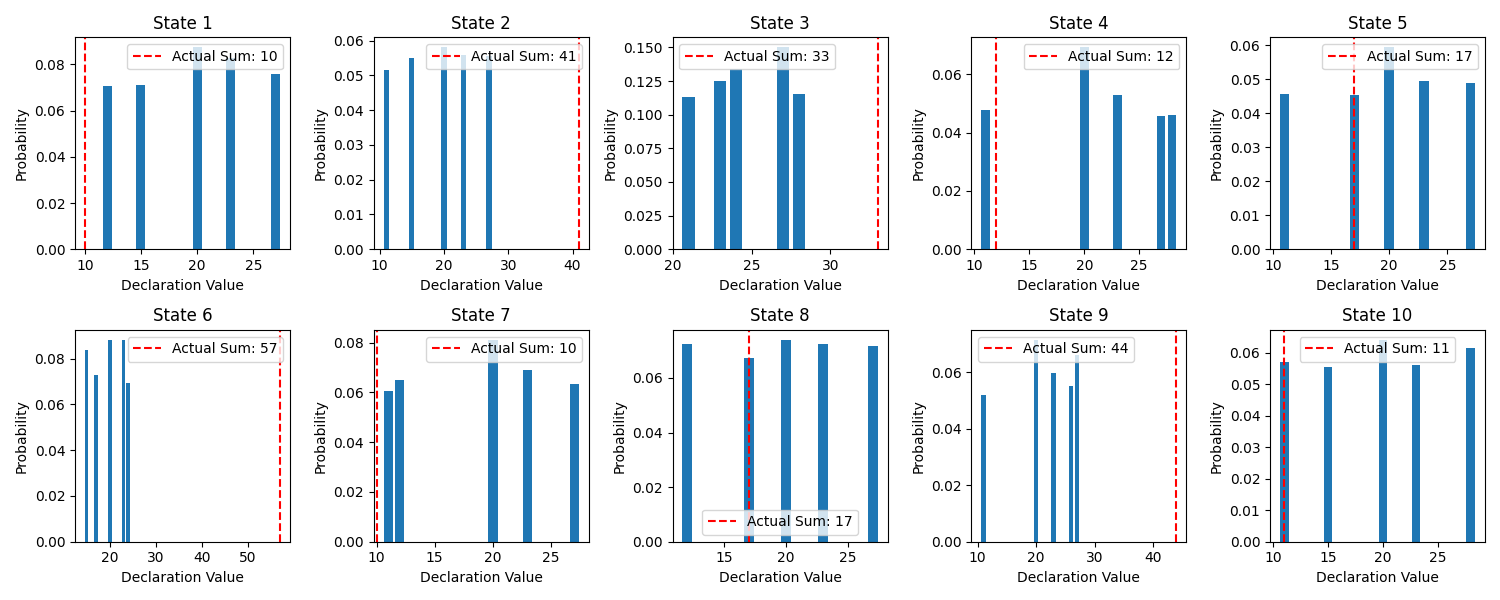 State 1
Actual Sum: 10
Probability
0.08
0.06
0.04
0.02
0.00
10 15 20 25
Declaration Value
State 2
Actual Sum: 41
Probability
0.06
0.05
0.04
0.03
0.02
0.01
0.00
10 20 30 40
Declaration Value
State 3
Actual Sum: 33
Probability
0.150
0.125
0.100
0.075
0.050
0.025
0.000
20 25 30
Declaration Value
State 4
Actual Sum: 12
Probability
0.06
0.04
0.02
0.00
10 15 20 25
Declaration Value
State 5
Actual Sum: 17
Probability
0.06
0.05
0.04
0.03
0.02
0.01
0.00
10 15 20 25
Declaration Value
State 6
Actual Sum: 57
Probability
0.08
0.06
0.04
0.02
0.00
20 30 40 50
Declaration Value
State 7
Actual Sum: 10
Probability
0.08
0.06
0.04
0.02
0.00
10 15 20 25
Declaration Value
State 8
Actual Sum: 17
Probability
0.06
0.04
0.02
0.00
15 20 25
Declaration Value
State 9
Actual Sum: 44
Probability
0.06
0.04
0.02
0.00
10 20 30 40
Declaration Value
State 10
Actual Sum: 11
Probability
0.06
0.05
0.04
0.03
0.02
0.01
0.00
10 15 20 25
Declaration Value